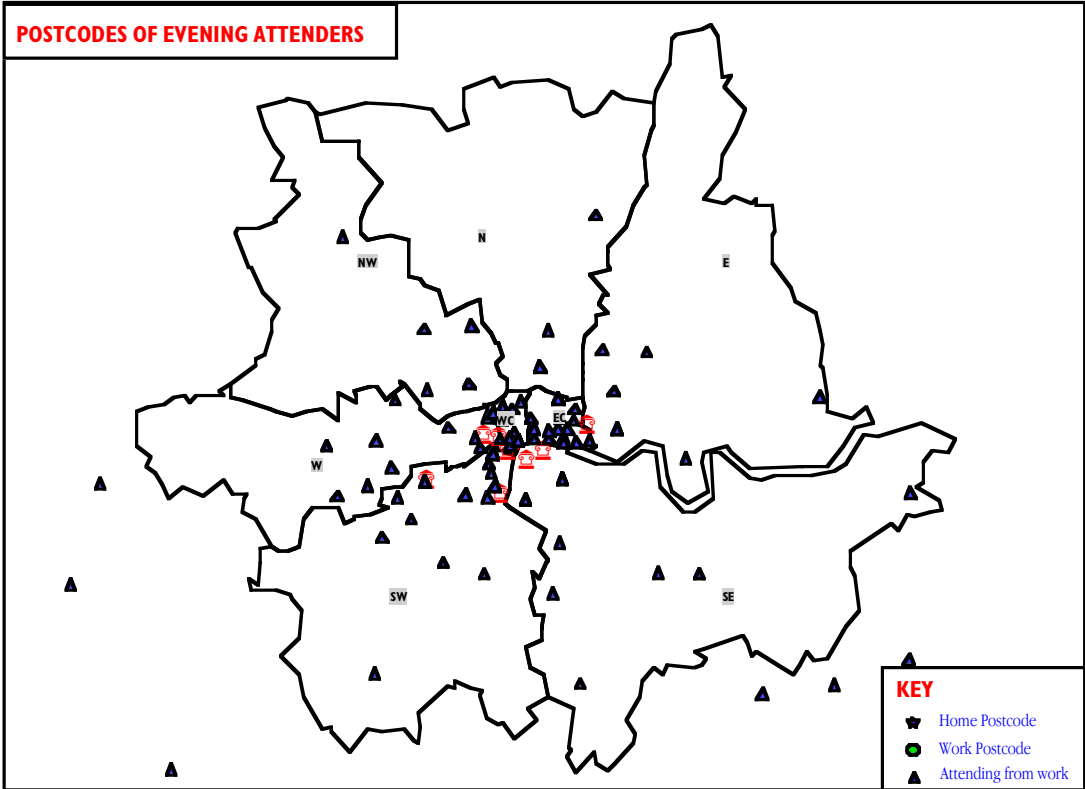 POSTCODES OF EVENING ATTENDERS
N
NW
E
WC
EC
W
SW
SE
KEY
Home Postcode
Work Postcode
Attending from work